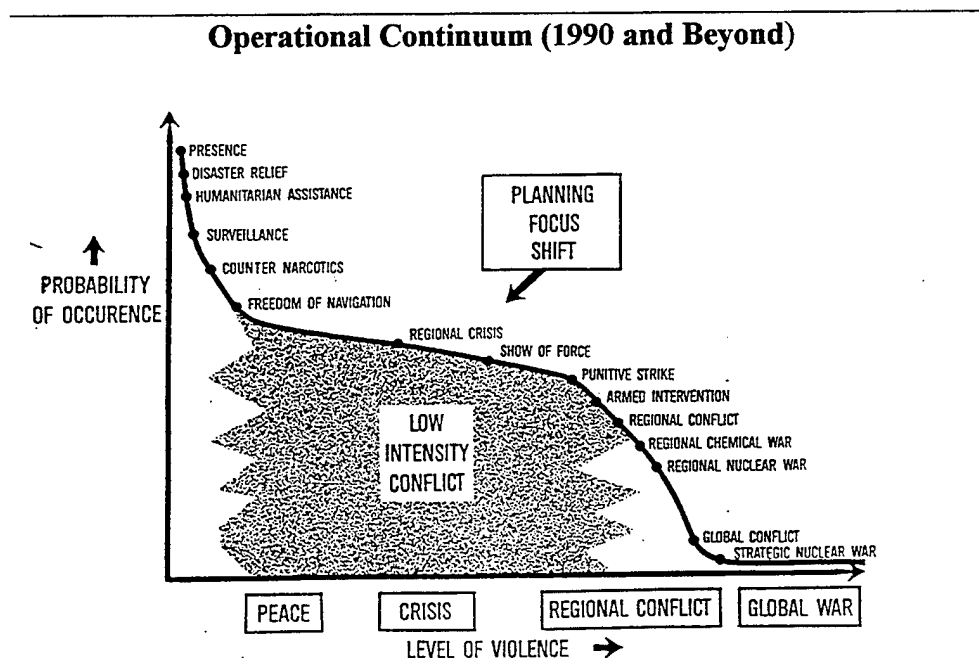 Operational Continuum (1990 and Beyond)
PRESENCE
DISASTER RELIEF
HUMANITARIAN ASSISTANCE
SURVEILLANCE
COUNTER NARCOTICS
FREEDOM OF NAVIGATION
PLANNING
FOCUS
SHIFT
PROBABILITY
OF OCCURENCE
REGIONAL CRISIS
SHOW OF FORCE
PUNITIVE STRIKE
ARMED INTERVENTION
REGIONAL CONFLICT
REGIONAL CHEMICAL WAR
REGIONAL NUCLEAR WAR
LOW
INTENSITY
CONFLICT
GLOBAL CONFLICT
STRATEGIC NUCLEAR WAR
PEACE
CRISIS
REGIONAL CONFLICT
GLOBAL WAR
LEVEL OF VIOLENCE